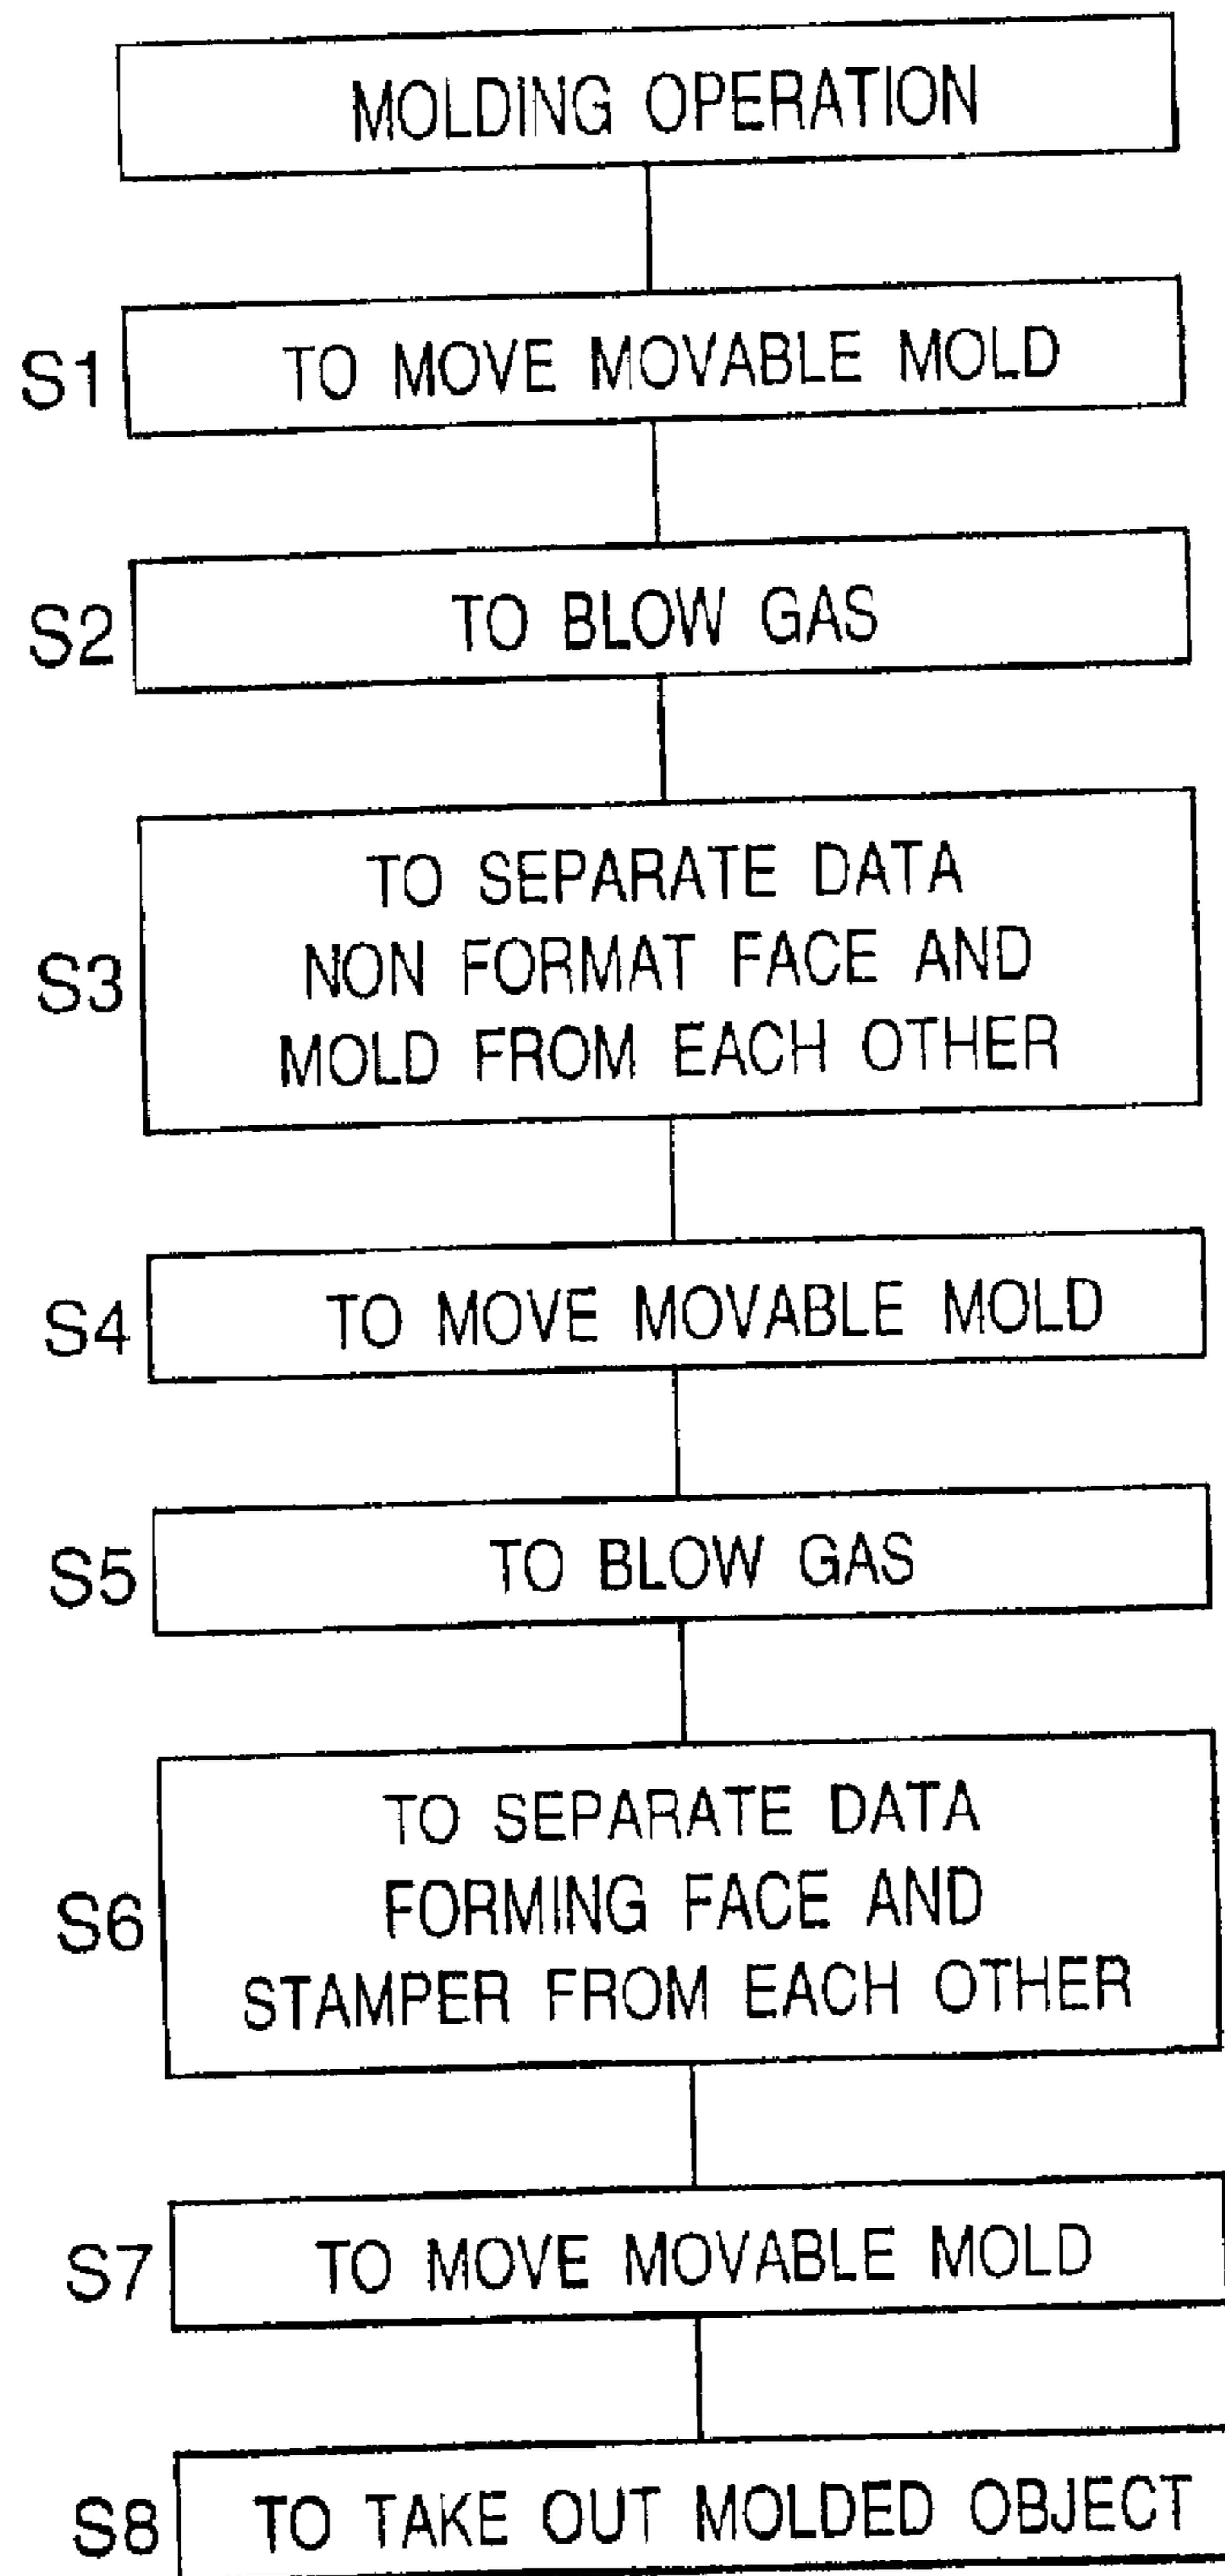 MOLDING OPERATION
S1 TO MOVE MOVABLE MOLD
S2 TO BLOW GAS
TO SEPARATE DATA
S3 NON FORMAT FACE AND
MOLD FROM EACH OTHER
S4 TO MOVE MOVABLE MOLD
S5 TO BLOW GAS
TO SEPARATE DATA
S6 FORMING FACE AND
STAMPER FROM EACH OTHER
S7 TO MOVE MOVABLE MOLD
S8 TO TAKE OUT MOLDED OBJECT